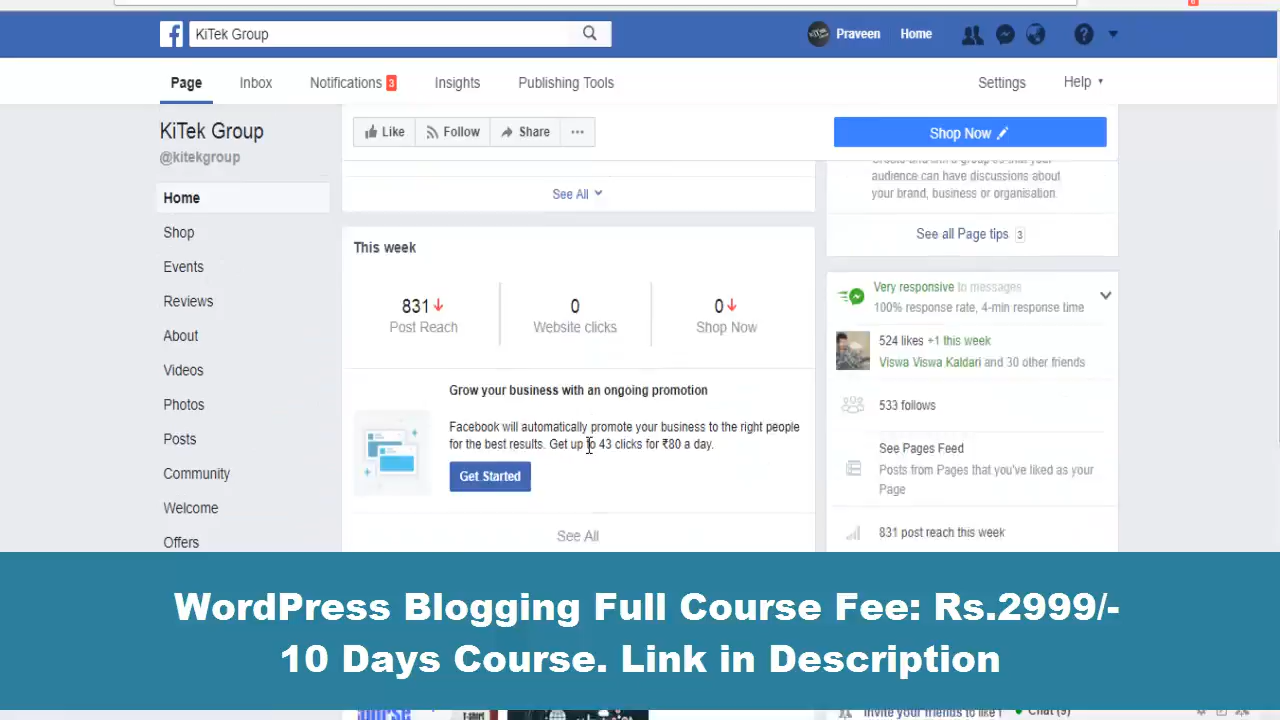 KiTek Group
Praveen
Home
Page
Inbox
Notifications 3
Insights
Publishing Tools
Settings
Help
KiTek Group
@kitekgroup
Home
Shop
Events
Reviews
About
Videos
Photos
Posts
Community
Welcome
Offers
Like
Follow
Share
...
Shop Now
See All
This week
831
Post Reach
0
Website clicks
0
Shop Now
Grow your business with an ongoing promotion
Facebook will automatically promote your business to the right people
for the best results. Get up to 43 clicks for ₹80 a day.
Get Started
See All
audience can have discussions about
your brand, business or organisation.
See all Page tips 3
Very responsive to messages
100% response rate, 4-min response time
524 likes +1 this week
Viswa Viswa Kaldari and 30 other friends
533 follows
See Pages Feed
Posts from Pages that you've liked as your
Page
831 post reach this week
WordPress Blogging Full Course Fee: Rs.2999/-
10 Days Course. Link in Description